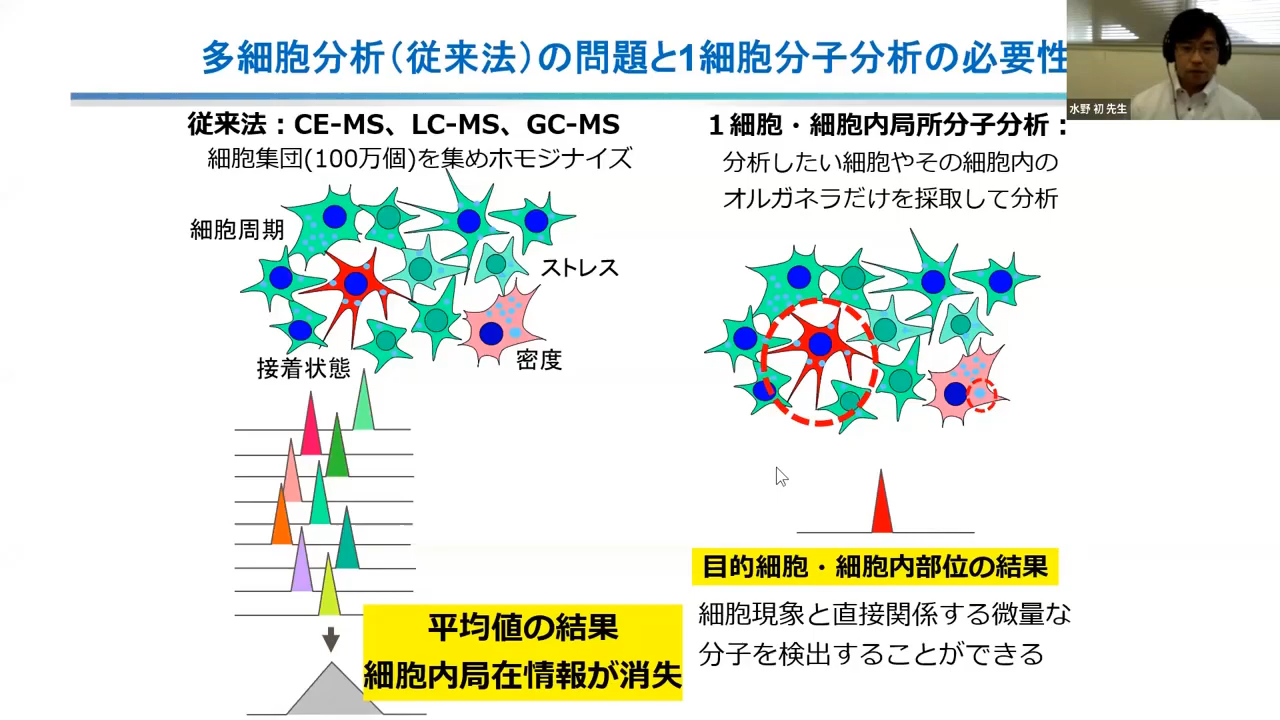 多細胞分析(従来法)の問題と1細胞分子分析の必要性
水野 初 先生
従来法：CE-MS、LC-MS、GC-MS
細胞集団(100万個)を集めホモジナイズ
細胞周期
ストレス
接着状態
密度
平均値の結果
細胞内局在情報が消失
１細胞・細胞内局所分子分析：
分析したい細胞やその細胞内の
オルガネラだけを採取して分析
目的細胞・細胞内部位の結果
細胞現象と直接関係する微量な
分子を検出することができる